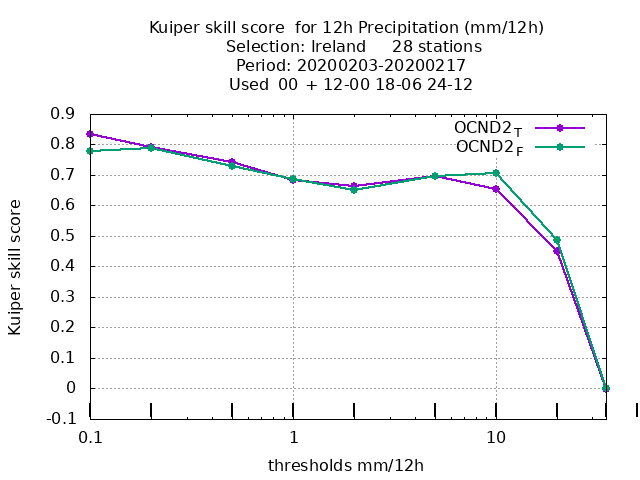 Kuiper skill score  for 12h Precipitation (mm/12h)
Selection: Ireland     28 stations
Period: 20200203-20200217
Used  00 + 12-00 18-06 24-12
OCND2T
OCND2F
0.9
0.8
0.7
0.6
0.5
0.4
0.3
0.2
0.1
0
-0.1
Kuiper skill score
0.1 1 10
thresholds mm/12h